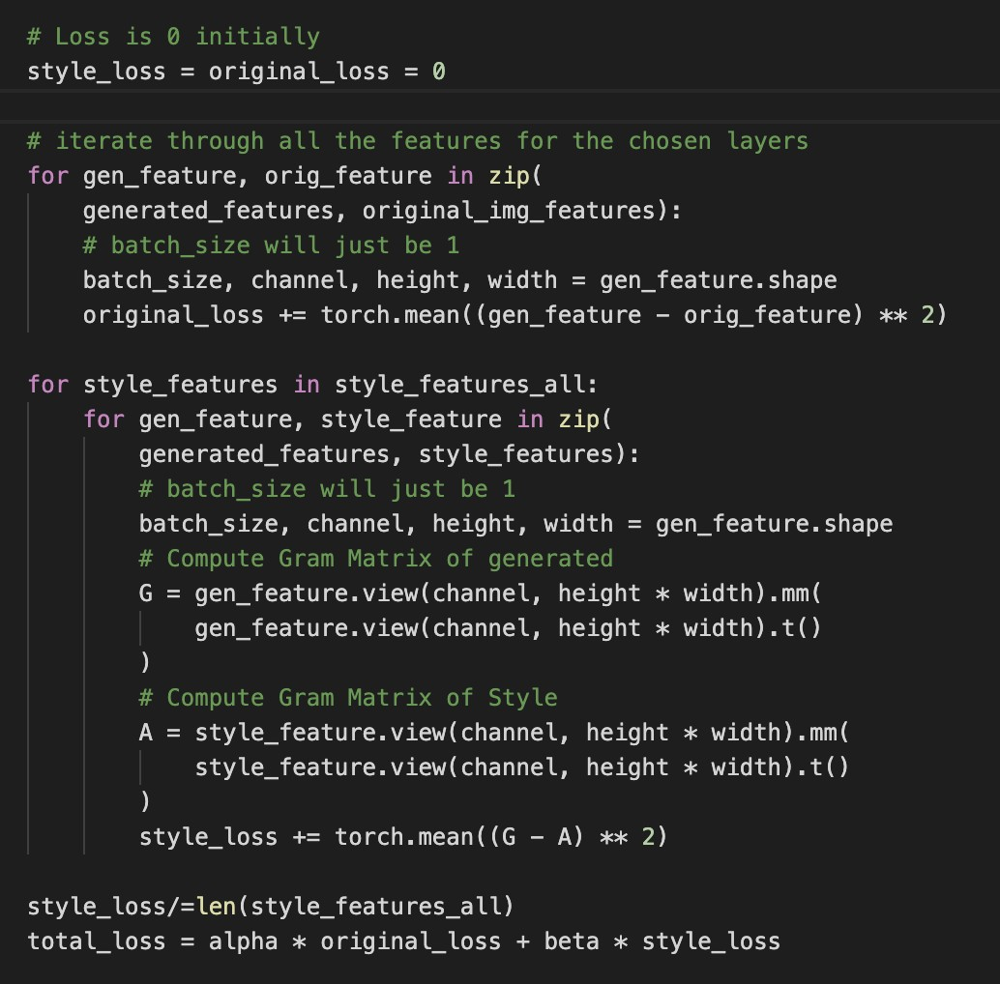 # Loss is 0 initially
style_loss = original_loss = 0
# iterate through all the features for the chosen layers
for gen_feature, orig_feature in zip(
    generated_features, original_img_features):
    # batch_size will just be 1
    batch_size, channel, height, width = gen_feature.shape
    original_loss += torch.mean((gen_feature - orig_feature) ** 2)
for style_features in style_features_all:
    for gen_feature, style_feature in zip(
        generated_features, style_features):
        # batch_size will just be 1
        batch_size, channel, height, width = gen_feature.shape
        # Compute Gram Matrix of generated
        G = gen_feature.view(channel, height * width).mm(
            gen_feature.view(channel, height * width).t()
        )
        # Compute Gram Matrix of Style
        A = style_feature.view(channel, height * width).mm(
            style_feature.view(channel, height * width).t()
        )
        style_loss += torch.mean((G - A) ** 2)
style_loss/=len(style_features_all)
total_loss = alpha * original_loss + beta * style_loss